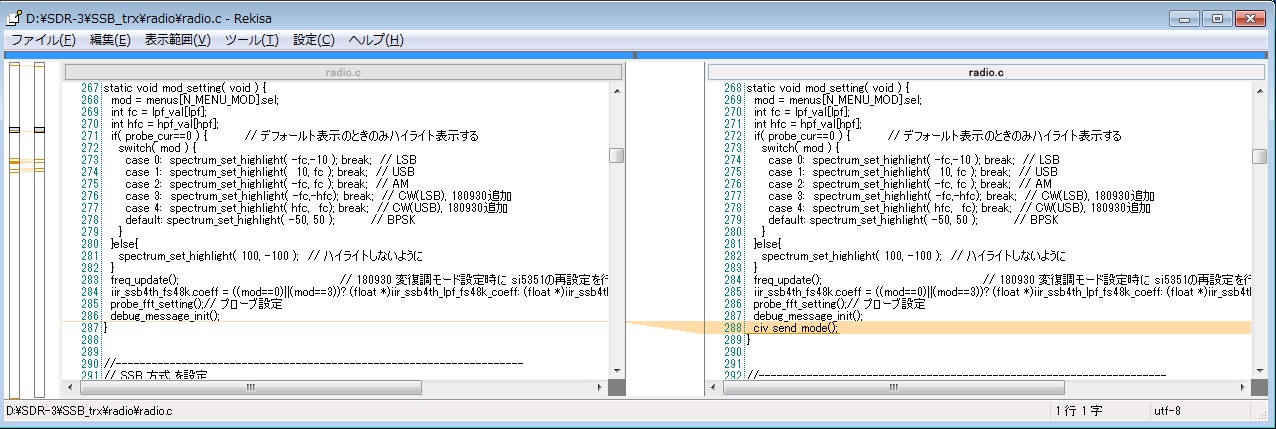 D:¥SDR-3¥SSB_trx¥radio¥radio.c - Rekisa
ファイル(F) 編集(E) 表示範囲(V) ツール(T) 設定(C) ヘルプ(H)
radio.c
267 static void mod_setting( void ) {
268 mod = menus[N_MENU_MOD].sel;
269 int fc = lpf_val[lpf];
270 int hfc = hpf_val[hpf];
271 if( probe_cur==0 ) { // デフォールト表示のときのみハイライト表示する
272 switch( mod ) {
273 case 0: spectrum_set_highlight( -fc,-10 ); break; // LSB
274 case 1: spectrum_set_highlight( 10, fc ); break; // USB
275 case 2: spectrum_set_highlight( -fc, fc ); break; // AM
276 case 3: spectrum_set_highlight( -fc,-hfc); break; // CW(LSB), 180930追加
277 case 4: spectrum_set_highlight( hfc, fc); break; // CW(USB), 180930追加
278 default: spectrum_set_highlight( -50, 50 ); // BPSK
279 }
280 }else{
281 spectrum_set_highlight( 100, -100 ); // ハイライトしないように
282 }
283 freq_update(); // 180930 変復調モード設定時に si5351の再設定を行
284 iir_ssb4th_fs48k.coeff = ((mod==0)||(mod==3))? (float *)iir_ssb4th_lpf_fs48k_coeff: (float *)iir_ssb4th
285 probe_fft_setting();// プローブ設定
286 debug_message_init();
287 }
288
289
290 //------------------------------------------------------------------
291 // SSB 方式 を設定
radio.c
268 static void mod_setting( void ) {
269 mod = menus[N_MENU_MOD].sel;
270 int fc = lpf_val[lpf];
271 int hfc = hpf_val[hpf];
272 if( probe_cur==0 ) { // デフォールト表示のときのみハイライト表示する
273 switch( mod ) {
274 case 0: spectrum_set_highlight( -fc,-10 ); break; // LSB
275 case 1: spectrum_set_highlight( 10, fc ); break; // USB
276 case 2: spectrum_set_highlight( -fc, fc ); break; // AM
277 case 3: spectrum_set_highlight( -fc,-hfc); break; // CW(LSB), 180930追加
278 case 4: spectrum_set_highlight( hfc, fc); break; // CW(USB), 180930追加
279 default: spectrum_set_highlight( -50, 50 ); // BPSK
280 }
281 }else{
282 spectrum_set_highlight( 100, -100 ); // ハイライトしないように
283 }
284 freq_update(); // 180930 変復調モード設定時に si5351の再設定を行
285 iir_ssb4th_fs48k.coeff = ((mod==0)||(mod==3))? (float *)iir_ssb4th_lpf_fs48k_coeff: (float *)iir_ssb4th
286 probe_fft_setting();// プローブ設定
287 debug_message_init();
288 civ_send_mode();
289 }
290
291
292 //------------------------------------------------------------------
D:¥SDR-3¥SSB_trx¥radio¥radio.c 1 行 1 字 utf-8